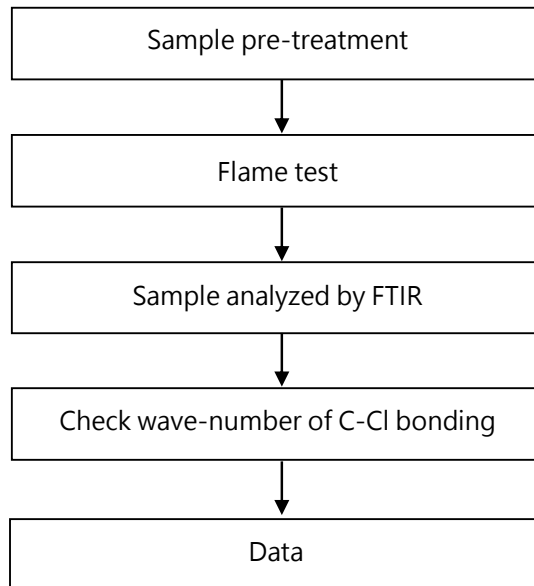 Sample pre-treatment
Flame test
Sample analyzed by FTIR
Check wave-number of C-Cl bonding
Data